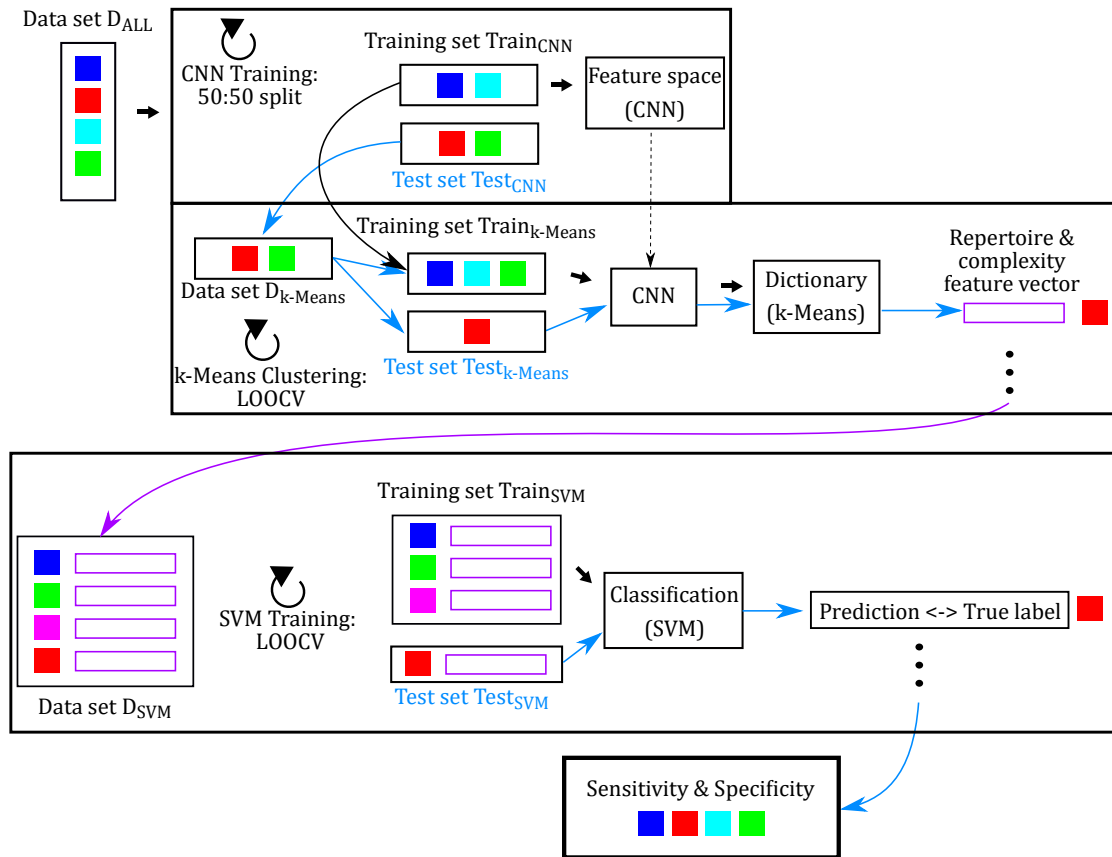 Data set D_ALL
CNN Training:
50:50 split
Training set Train_CNN
Feature space
(CNN)
Test set Test_CNN
Training set Train_k-Means
Data set D_k-Means
k-Means Clustering:
LOOCV
Test set Test_k-Means
CNN
Dictionary
(k-Means)
Repertoire &
complexity
feature vector
Training set Train_SVM
Data set D_SVM
SVM Training:
LOOCV
Test set Test_SVM
Classification
(SVM)
Prediction <-> True label
Sensitivity & Specificity